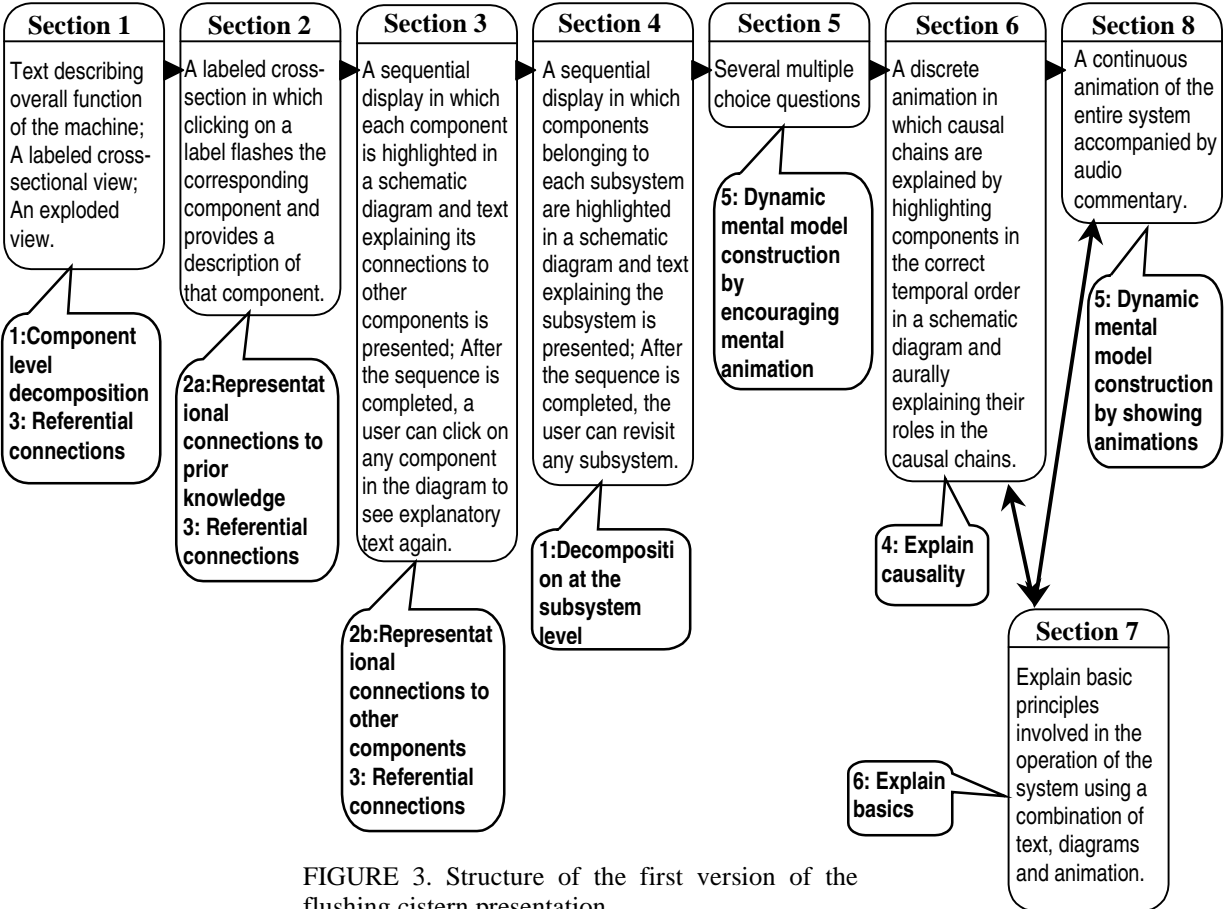 Section 1
Text describing
overall function
of the machine;
A labeled cross-
sectional view;
An exploded
view.
1:Component
level
decomposition
3: Referential
connections
Section 2
A labeled cross-
section in which
clicking on a
label flashes the
corresponding
component and
provides a
description of
that component.
2a:Representat
ional
connections to
prior
knowledge
3: Referential
connections
Section 3
A sequential
display in which
each component
is highlighted in
a schematic
diagram and text
explaining its
connections to
other
components is
presented; After
the sequence is
completed, a
user can click on
any component
in the diagram to
see explanatory
text again.
2b:Representat
ional
connections to
other
components
3: Referential
connections
Section 4
A sequential
display in which
components
belonging to
each subsystem
are highlighted
in a schematic
diagram and text
explaining the
subsystem is
presented; After
the sequence is
completed, the
user can revisit
any subsystem.
1:Decompositi
on at the
subsystem
level
Section 5
Several multiple
choice questions
5: Dynamic
mental model
construction
by
encouraging
mental
animation
Section 6
A discrete
animation in
which causal
chains are
explained by
highlighting
components in
the correct
temporal order
in a schematic
diagram and
aurally
explaining their
roles in the
causal chains.
4: Explain
causality
Section 7
Explain basic
principles
involved in the
operation of the
system using a
combination of
text, diagrams
and animation.
6: Explain
basics
Section 8
A continuous
animation of the
entire system
accompanied by
audio
commentary.
5: Dynamic
mental
model
construction
by showing
animations
FIGURE 3. Structure of the first version of the
flushing cistern presentation